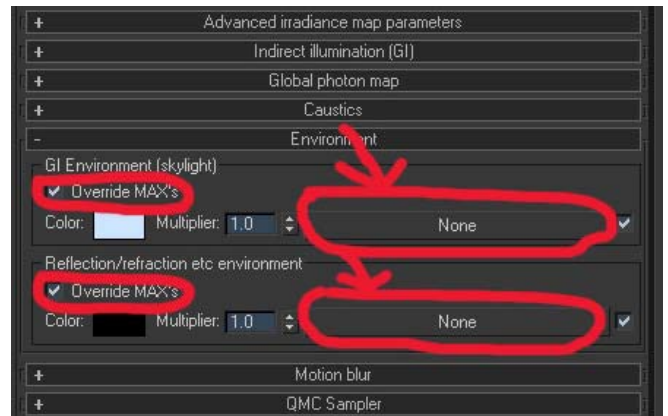 + Advanced irradiance map parameters
+ Indirect illumination (GI)
+ Global photon map
+ Caustics
- Environment
GI Environment (skylight)
Override MAX's
Color: Multiplier: 1.0 None
Reflection/refraction etc environment
Override MAX's
Color: Multiplier: 1.0 None
+ Motion blur
+ QMC Sampler